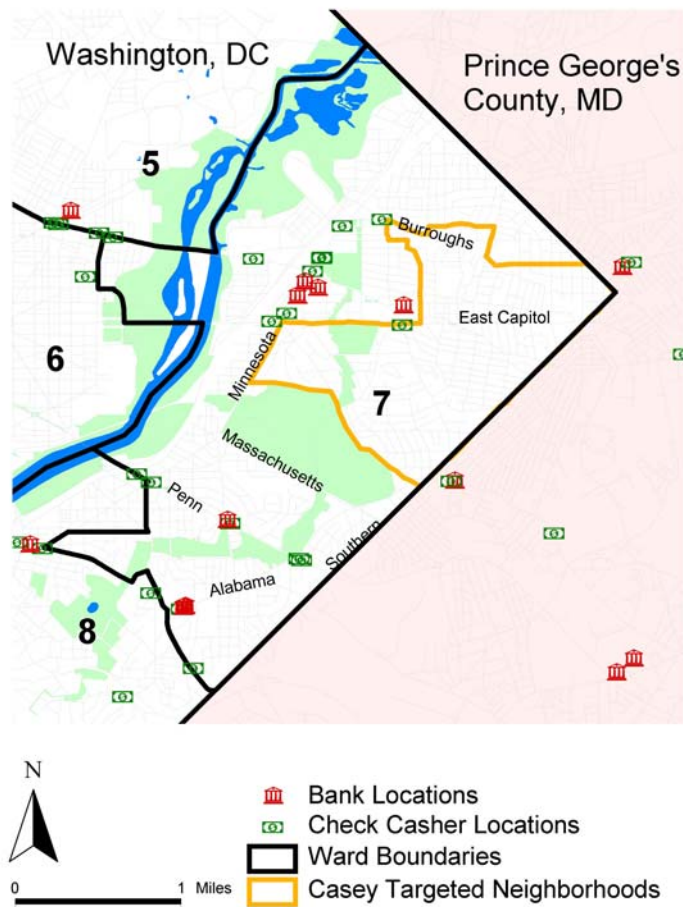 Washington, DC
Prince George's
County, MD
5
Burroughs
East Capitol
6
Minnesota
7
Massachusetts
Penn
Southern
Alabama
8
N
Bank Locations
Check Casher Locations
Ward Boundaries
0 1 Miles
Casey Targeted Neighborhoods